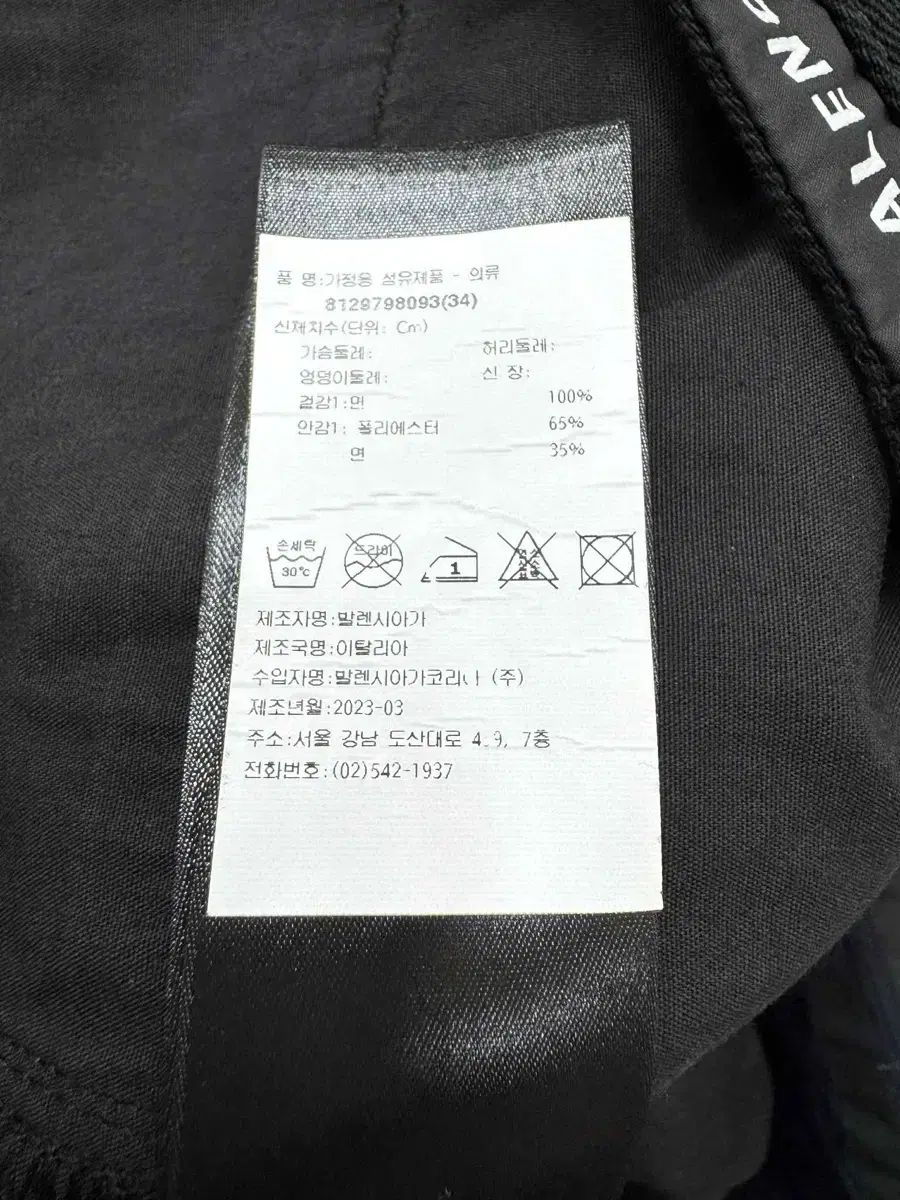 ALEN
품 명:가정용 섬유제품 - 의류
8129798093(34)
신체치수(단위: Cm)
가슴둘레: 허리둘레:
엉덩이둘레: 신 장:
겉감1:면 100%
안감1: 폴리에스터 65%
면 35%
손세탁 드라이
30℃ 1
제조자명:발렌시아가
제조국명:이탈리아
수입자명:발렌시아가코리아 (주)
제조년월:2023-03
주소:서울 강남 도산대로 7층
전화번호:(02)542-1937